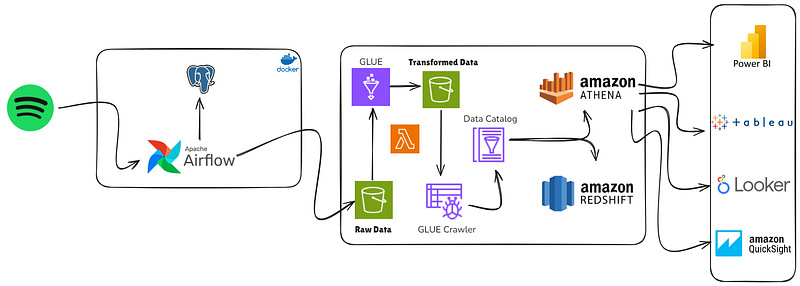 docker
Apache
Airflow
GLUE
Transformed Data
Data Catalog
Raw Data
GLUE Crawler
amazon
ATHENA
amazon
REDSHIFT
Power BI
+ableau
Looker
amazon
QuickSight